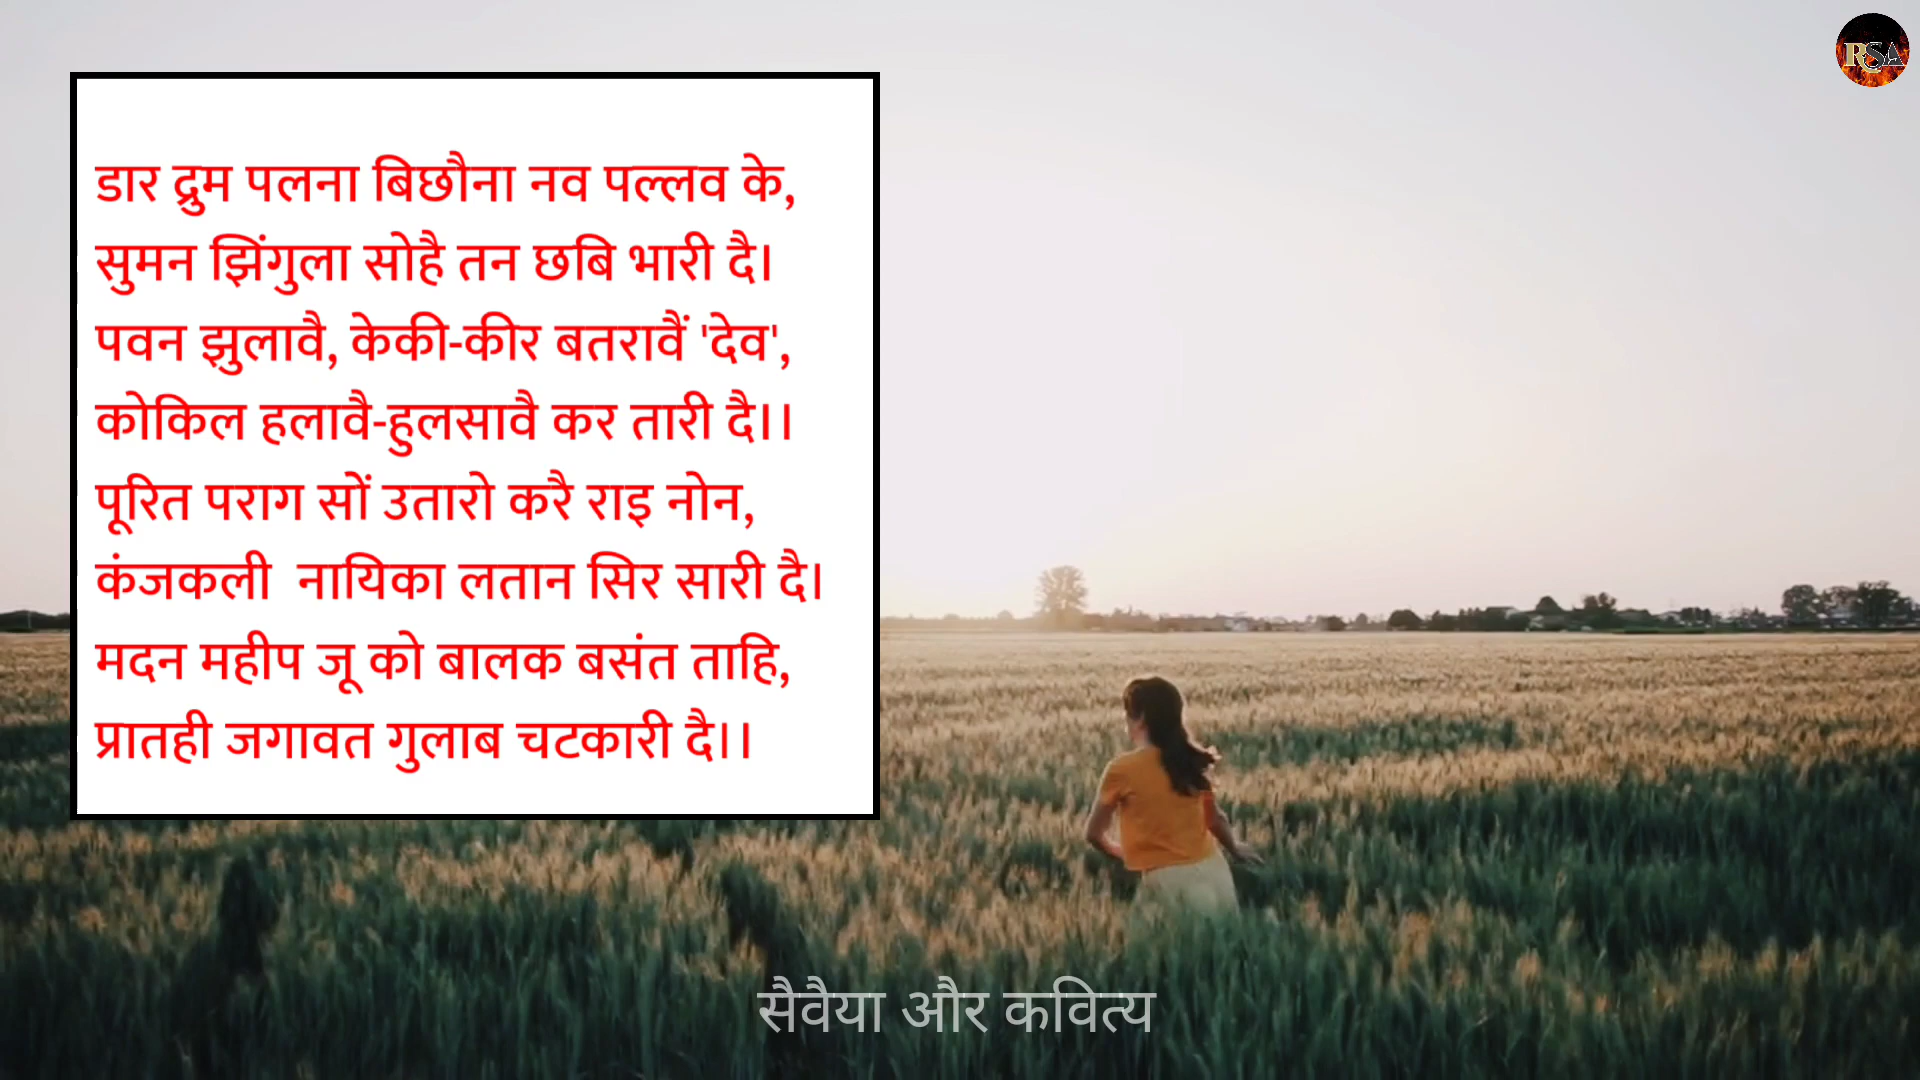 डार द्रुम पलना बिछौना नव पल्लव के,
सुमन झिंगुला सोहै तन छबि भारी दै।
पवन झुलावै, केकी-कीर बतरावैं 'देव',
कोकिल हलावै-हुलसावै कर तारी दै।।
पूरित पराग सों उतारो करै राइ नोन,
कंजकली नायिका लतान सिर सारी दै।
मदन महीप जू को बालक बसंत ताहि,
प्रातही जगावत गुलाब चटकारी दै।।
सैवैया और कवित्य
RSA